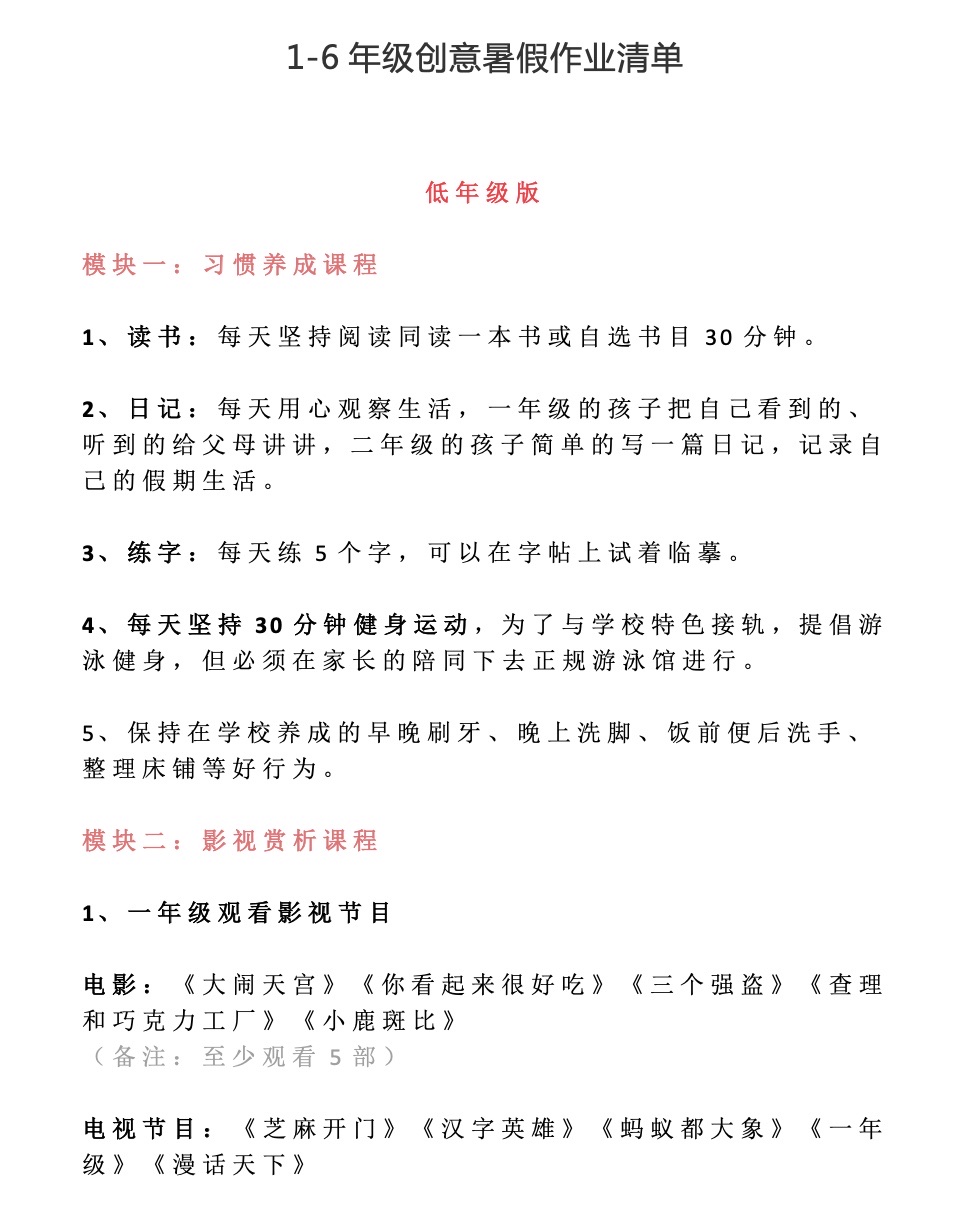 1-6 年级创意暑假作业清单
低年级版
模块一：习惯养成课程
1、读书：每天坚持阅读同读一本书或自选书目 30 分钟。
2、日记：每天用心观察生活，一年级的孩子把自己看到的、
听到的给父母讲讲，二年级的孩子简单的写一篇日记，记录自
己的假期生活。
3、练字：每天练 5 个字，可以在字帖上试着临摹。
4、每天坚持 30 分钟健身运动，为了与学校特色接轨，提倡游
泳健身，但必须在家长的陪同下去正规游泳馆进行。
5、保持在学校养成的早晚刷牙、晚上洗脚、饭前便后洗手、
整理床铺等好行为。
模块二：影视赏析课程
1、一年级观看影视节目
电影：《大闹天宫》《你看起来很好吃》《三个强盗》《查理
和巧克力工厂》《小鹿斑比》
（备注：至少观看 5 部）
电视节目：《芝麻开门》《汉字英雄》《蚂蚁都大象》《一年
级》《漫话天下》